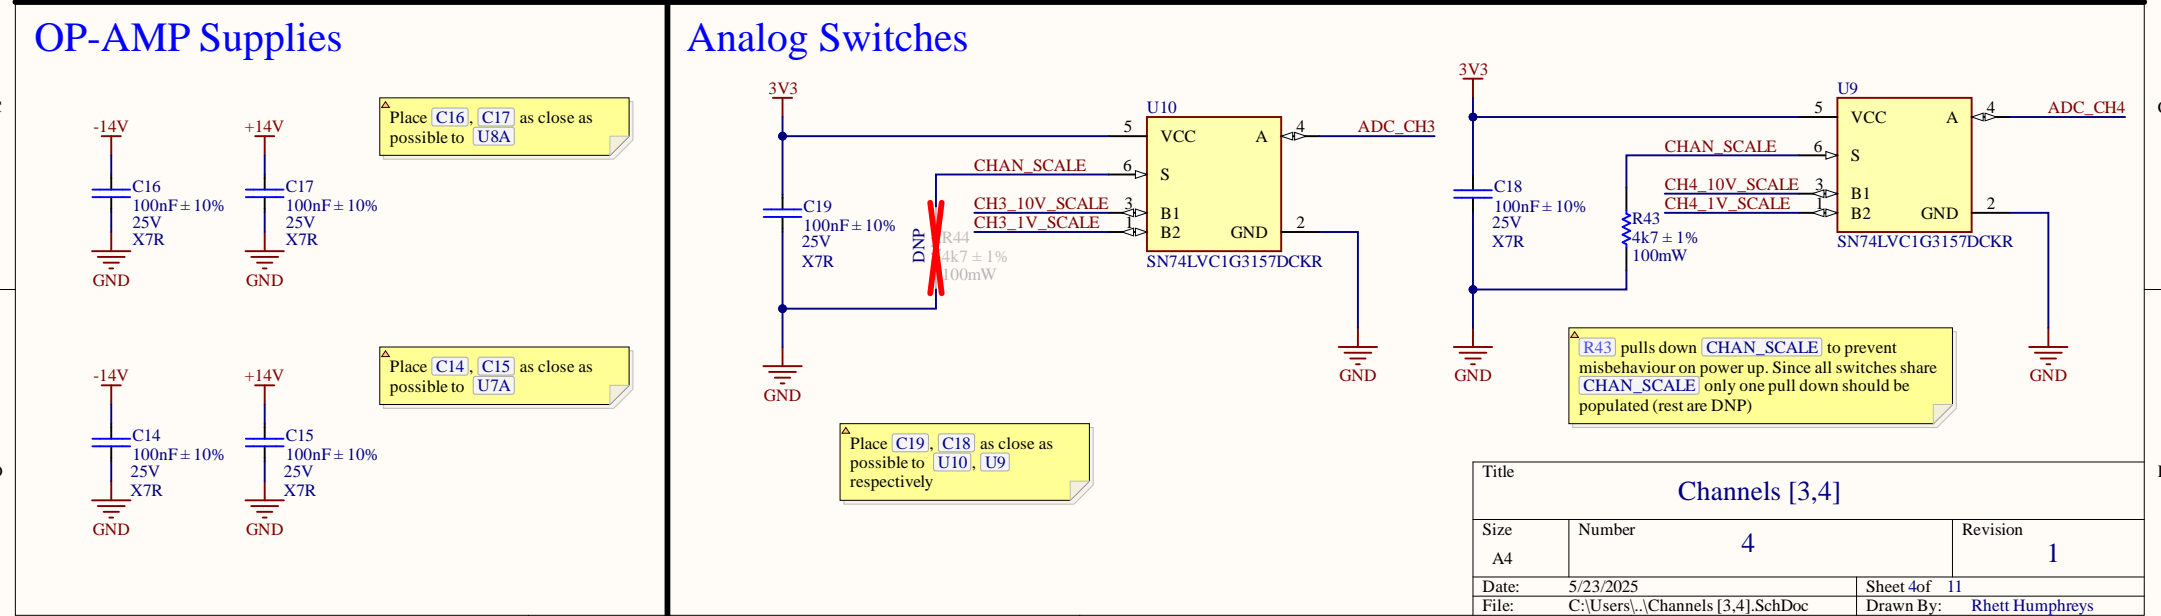 OP-AMP Supplies
-14V
C16
100nF ± 10%
25V
X7R
GND
+14V
C17
100nF ± 10%
25V
X7R
GND
Place C16, C17 as close as
possible to U8A
-14V
C14
100nF ± 10%
25V
X7R
GND
+14V
C15
100nF ± 10%
25V
X7R
GND
Place C14, C15 as close as
possible to U7A
Analog Switches
3V3
C19
100nF ± 10%
25V
X7R
GND
DNP
R44
4k7 ± 1%
100mW
CHAN_SCALE
CH3_10V_SCALE
CH3_1V_SCALE
U10
5 VCC
6 S
3 B1
1 B2
A 4
GND 2
ADC_CH3
SN74LVC1G3157DCKR
GND
Place C19, C18 as close as
possible to U10, U9
respectively
3V3
C18
100nF ± 10%
25V
X7R
GND
R43
4k7 ± 1%
100mW
CHAN_SCALE
CH4_10V_SCALE
CH4_1V_SCALE
U9
5 VCC
6 S
3 B1
1 B2
A 4
GND 2
ADC_CH4
SN74LVC1G3157DCKR
GND
R43 pulls down CHAN_SCALE to prevent
misbehaviour on power up. Since all switches share
CHAN_SCALE only one pull down should be
populated (rest are DNP)
Title
Channels [3,4]
Size
A4
Number
4
Revision
1
Date: 5/23/2025
Sheet 4of 11
File: C:\Users\..\Channels [3,4].SchDoc
Drawn By: Rhett Humphreys